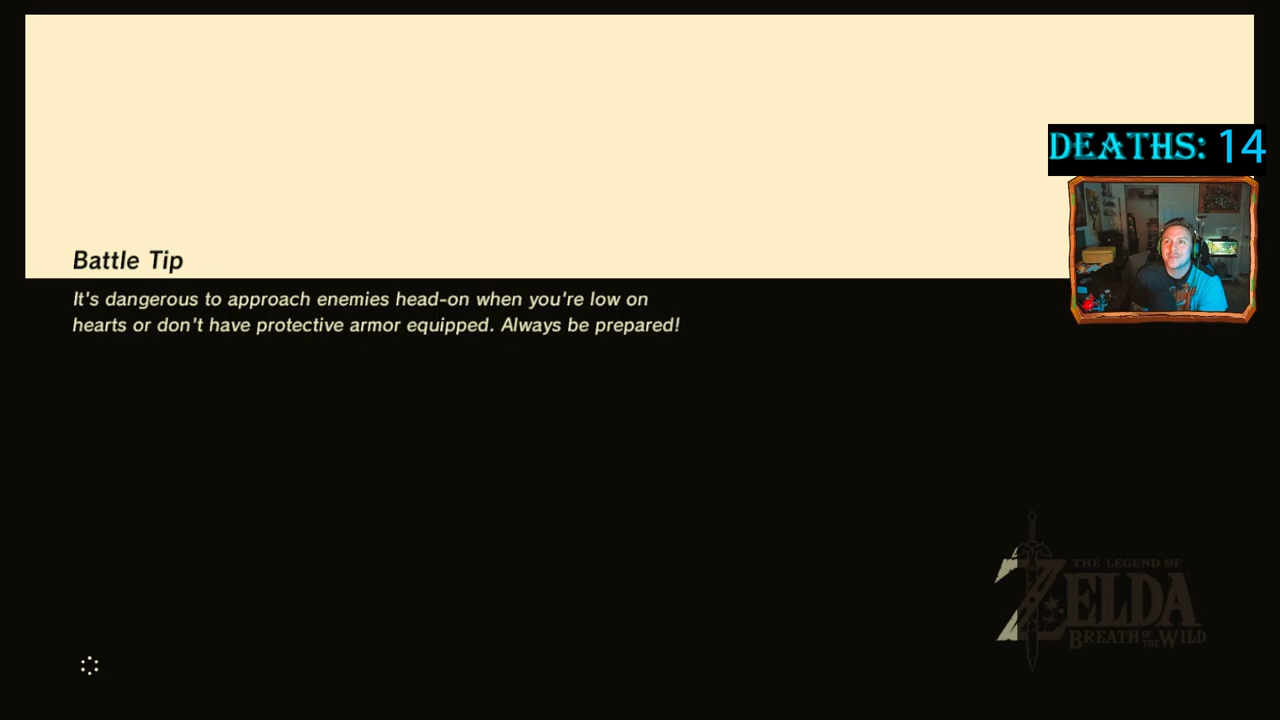 DEATHS: 14
Battle Tip
It's dangerous to approach enemies head-on when you're low on
hearts or don't have protective armor equipped. Always be prepared!
THE LEGEND OF
ZELDA
BREATH OF THE WILD